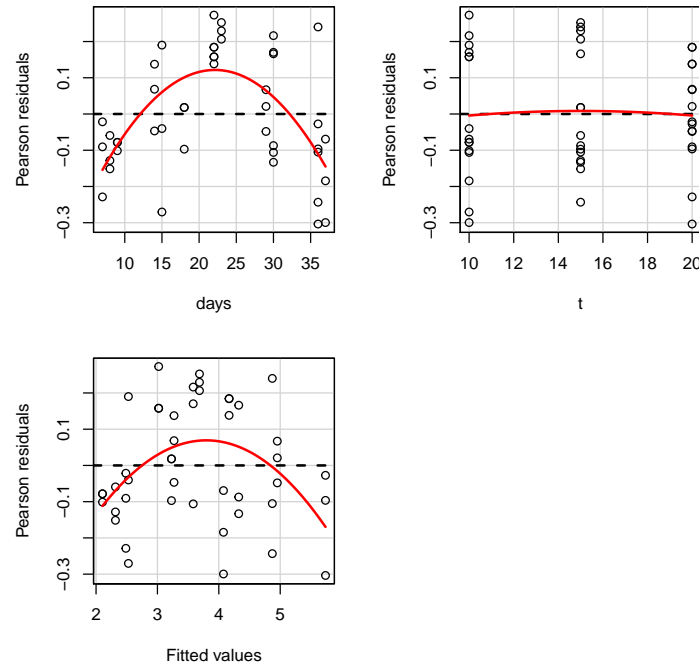 Pearson residuals
0.1
−0.1
−0.3
10 15 20 25 30 35
days
Pearson residuals
0.1
−0.1
−0.3
10 12 14 16 18 20
t
Pearson residuals
0.1
−0.1
−0.3
2 3 4 5
Fitted values